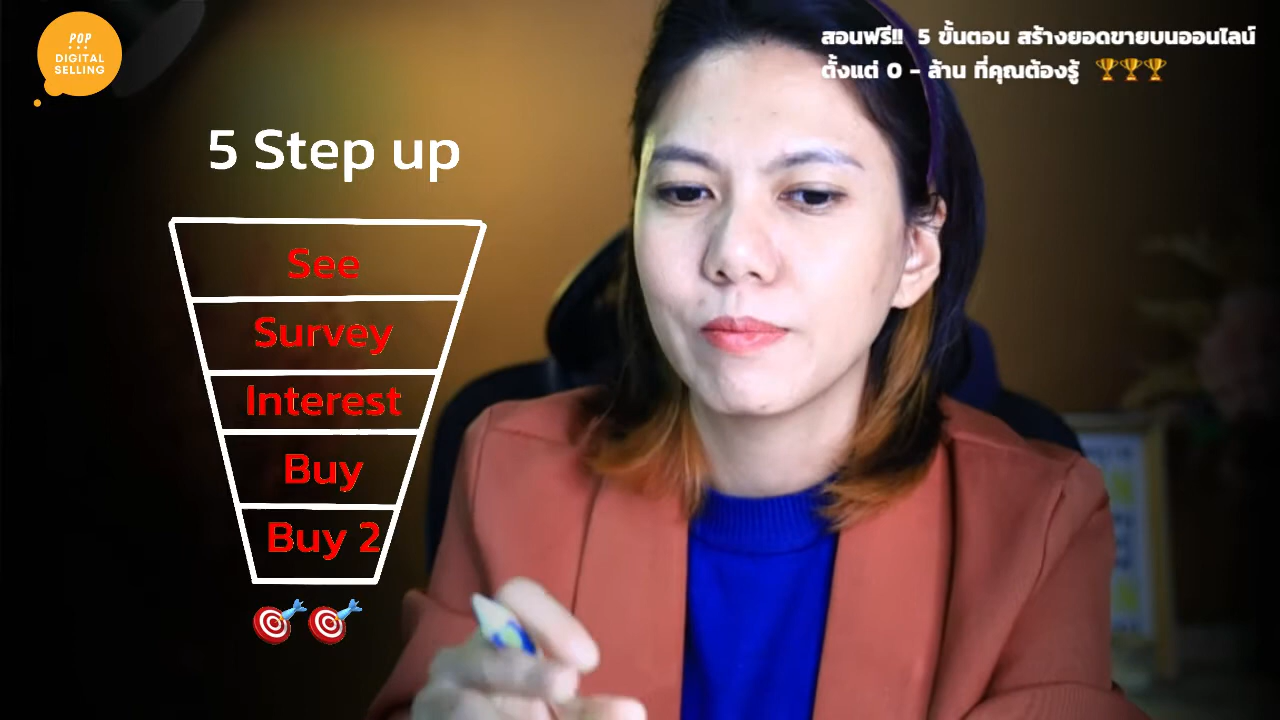 POP
DIGITAL
SELLING
สอนฟรี!! 5 ขั้นตอน สร้างยอดขายบนออนไลน์
ตั้งแต่ 0 - ล้าน ที่คุณต้องรู้ 🏆🏆🏆
5 Step up
See
Survey
Interest
Buy
Buy 2
🎯🎯